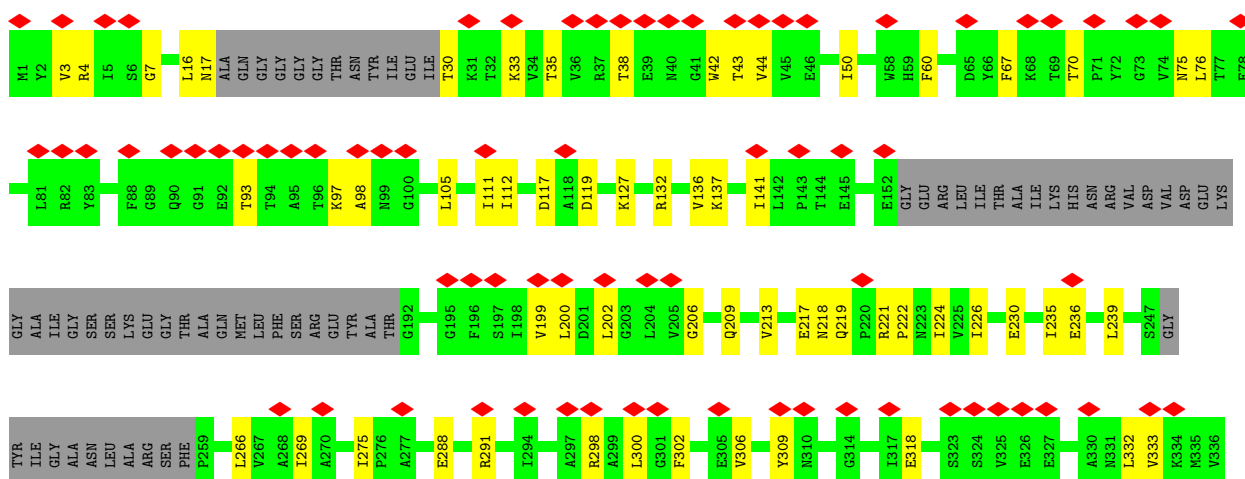 M1 Y2 V3 R4 I5 S6 G7 L16 N17 ALA GLN GLY GLY GLY GLY THR ASN TYR ILE GLU ILE T30 K31 T32 K33 V34 T35 V36 R37 T38 E39 N40 G41 W42 T43 V44 V45 E46 I50 W58 H59 F60 D65 Y66 F67 K68 T69 T70 P71 Y72 G73 V74 N75 L76 T77 E78
L81 R82 Y83 F88 G89 Q90 G91 E92 T93 T94 A95 T96 K97 A98 N99 G100 L105 I111 I112 D117 A118 D119 K127 R132 V136 K137 I141 L142 P143 T144 E145 E152 GLY GLU ARG LEU ILE THR ALA ILE LYS HIS ASN ARG VAL ASP VAL ASP GLU LYS
GLY ALA ILE GLY SER SER LYS GLU GLY THR ALA GLN MET LEU PHE SER ARG GLU TYR ALA THR G192 G195 F196 S197 I198 V199 L200 D201 L202 G203 L204 V205 G206 Q209 V213 E217 N218 Q219 P220 R221 P222 N223 I224 V225 I226 E230 I235 E236 L239 S247 GLY
TYR ILE GLY ALA ASN LEU ALA ARG SER PHE P259 L266 V267 A268 I269 A270 I275 P276 A277 E288 R291 I294 A297 R298 A299 L300 G301 F302 E305 V306 Y309 N310 G314 I317 E318 S323 S324 V325 E326 E327 A330 N331 L332 V333 K334 M335 V336